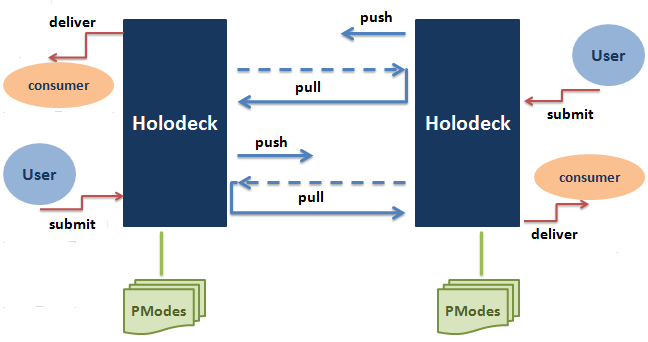 deliver
push
User
consumer
pull
submit
Holodeck
Holodeck
push
User
consumer
pull
submit
deliver
PModes
PModes